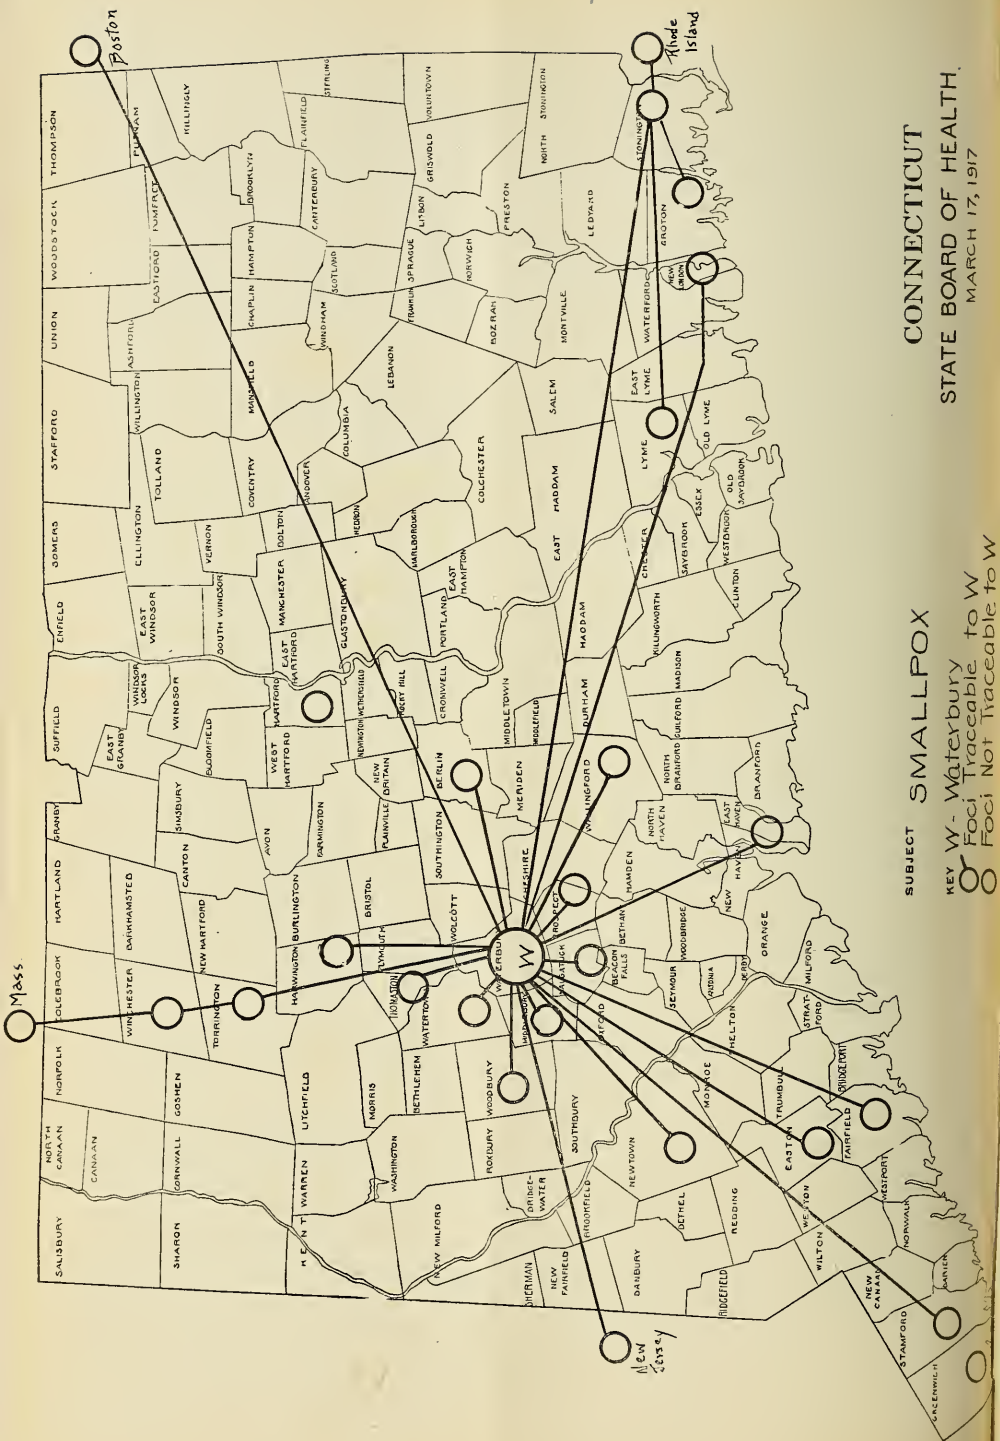 Mass.
Boston
Rhode
Island
New
Jersey
SALISBURY
NORTH
CANAAN
CANAAN
NORFOLK
COLEBROOK
HARTLAND
GRANBY
SUFFIELD
ENFIELD
SOMERS
STAFFORD
UNION
WOODSTOCK
THOMPSON
SHARON
CORNWALL
GOSHEN
WINCHESTER
BARKHAMSTED
EAST
GRANBY
WINDSOR
LOCKS
EAST
WINDSOR
ELLINGTON
WILLINGTON
ASHFORD
EASTFORD
POMFRET
PUTNAM
KILLINGLY
TORRINGTON
NEW HARTFORD
CANTON
SIMSBURY
BLOOMFIELD
WINDSOR
SOUTH WINDSOR
VERNON
TOLLAND
KENT
WARREN
LITCHFIELD
HARWINTON
BURLINGTON
AVON
WEST
HARTFORD
HARTFORD
EAST
HARTFORD
MANCHESTER
BOLTON
COVENTRY
MANSFIELD
CHAPLIN
HAMPTON
BROOKLYN
PLAINFIELD
STERLING
WASHINGTON
MORRIS
THOMASTON
PLYMOUTH
BRISTOL
FARMINGTON
PLAINVILLE
NEW
BRITAIN
NEWINGTON
WETHERSFIELD
ROCKY HILL
GLASTONBURY
HEBRON
ANDOVER
COLUMBIA
WINDHAM
SCOTLAND
CANTERBURY
NEW MILFORD
BETHLEHEM
WATERTOWN
WOLCOTT
SOUTHINGTON
BERLIN
CROMWELL
PORTLAND
EAST
HAMPTON
MARLBOROUGH
COLCHESTER
LEBANON
FRANKLIN
SPRAGUE
LISBON
GRISWOLD
VOLUNTOWN
SHERMAN
BRIDGE-
WATER
ROXBURY
WOODBURY
MIDDLEBURY
WATERBURY
W
CHESHIRE
MERIDEN
MIDDLETOWN
MIDDLEFIELD
HADDAM
EAST
HADDAM
SALEM
BOZRAH
NORWICH
PRESTON
NORTH STONINGTON
NEW
FAIRFIELD
BROOKFIELD
SOUTHBURY
OXFORD
NAUGATUCK
PROSPECT
WALLINGFORD
DURHAM
MONTVILLE
LEDYARD
DANBURY
BETHEL
NEWTOWN
MONROE
SEYMOUR
BEACON
FALLS
BETHANY
HAMDEN
NORTH
HAVEN
NORTH
BRANFORD
GUILFORD
MADISON
KILLINGWORTH
CHESTER
LYME
EAST
LYME
WATERFORD
NEW
LONDON
GROTON
STONINGTON
RIDGEFIELD
REDDING
EASTON
TRUMBULL
SHELTON
DERBY
WOODBRIDGE
NEW
HAVEN
EAST
HAVEN
BRANFORD
CLINTON
SAYBROOK
ESSEX
WESTBROOK
OLD
SAYBROOK
OLD LYME
WILTON
WESTON
FAIRFIELD
BRIDGEPORT
STRAT-
FORD
MILFORD
ORANGE
NEW
CANAAN
NORWALK
WESTPORT
DARIEN
STAMFORD
GREENWICH
SUBJECT SMALLPOX
KEY W - Waterbury
Foci Traceable to W
Foci Not Traceable to W
CONNECTICUT
STATE BOARD OF HEALTH.
MARCH 17, 1917